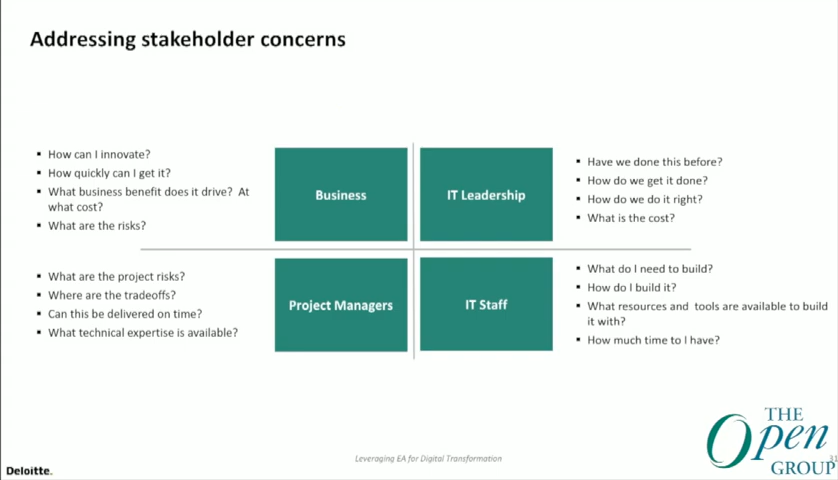 Addressing stakeholder concerns
▪ How can I innovate?
▪ How quickly can I get it?
▪ What business benefit does it drive? At
what cost?
▪ What are the risks?
Business
IT Leadership
▪ Have we done this before?
▪ How do we get it done?
▪ How do we do it right?
▪ What is the cost?
▪ What are the project risks?
▪ Where are the tradeoffs?
▪ Can this be delivered on time?
▪ What technical expertise is available?
Project Managers
IT Staff
▪ What do I need to build?
▪ How do I build it?
▪ What resources and tools are available to build
it with?
▪ How much time to I have?
Deloitte.
Leveraging EA for Digital Transformation
THE
Open
GROUP
31